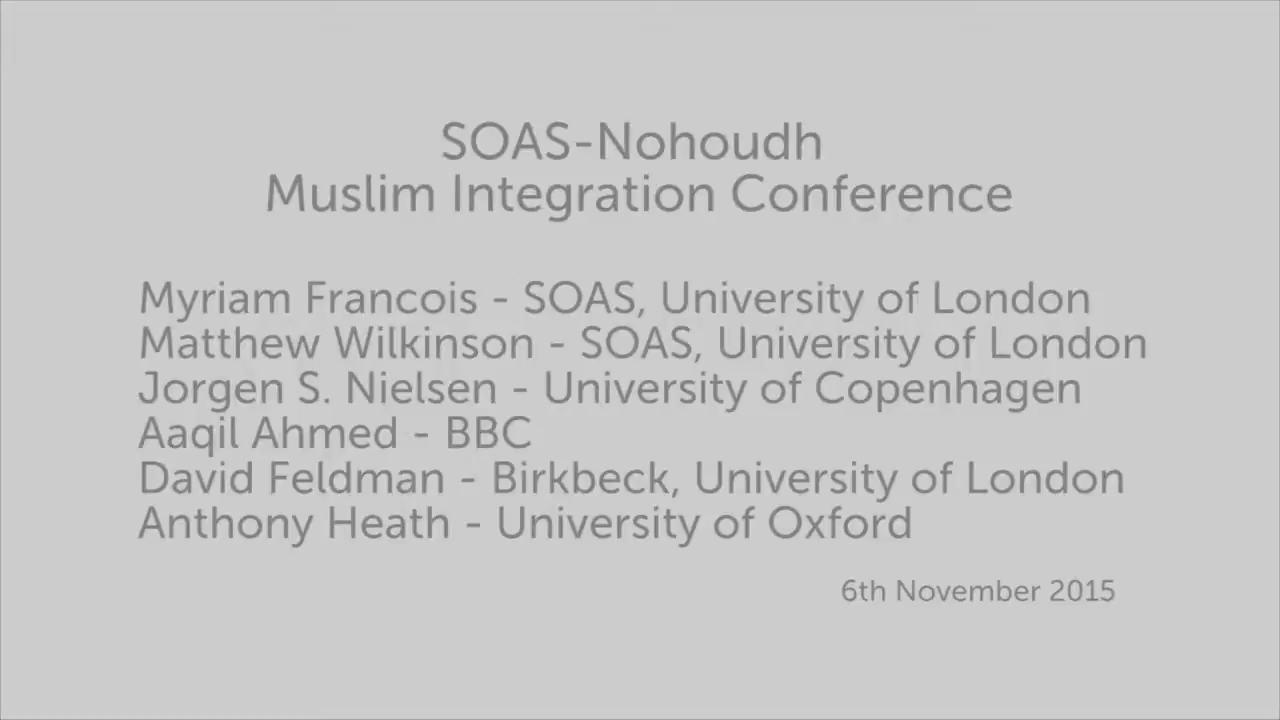 SOAS-Nohoudh
Muslim Integration Conference
Myriam Francois - SOAS, University of London
Matthew Wilkinson - SOAS, University of London
Jorgen S. Nielsen - University of Copenhagen
Aaqil Ahmed - BBC
David Feldman - Birkbeck, University of London
Anthony Heath - University of Oxford
6th November 2015